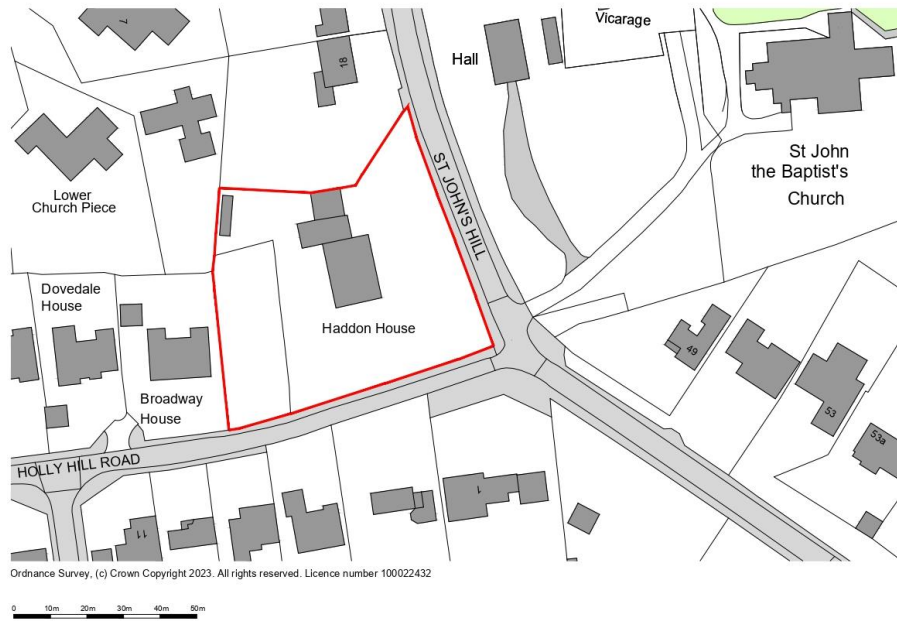 7
Vicarage
18
Hall
St John
the Baptist's
Church
Lower
Church Piece
ST JOHN'S HILL
Dovedale
House
Haddon House
49
53
53a
Broadway
House
HOLLY HILL ROAD
11
1
Ordnance Survey, (c) Crown Copyright 2023. All rights reserved. Licence number 100022432
0 10m 20m 30m 40m 50m